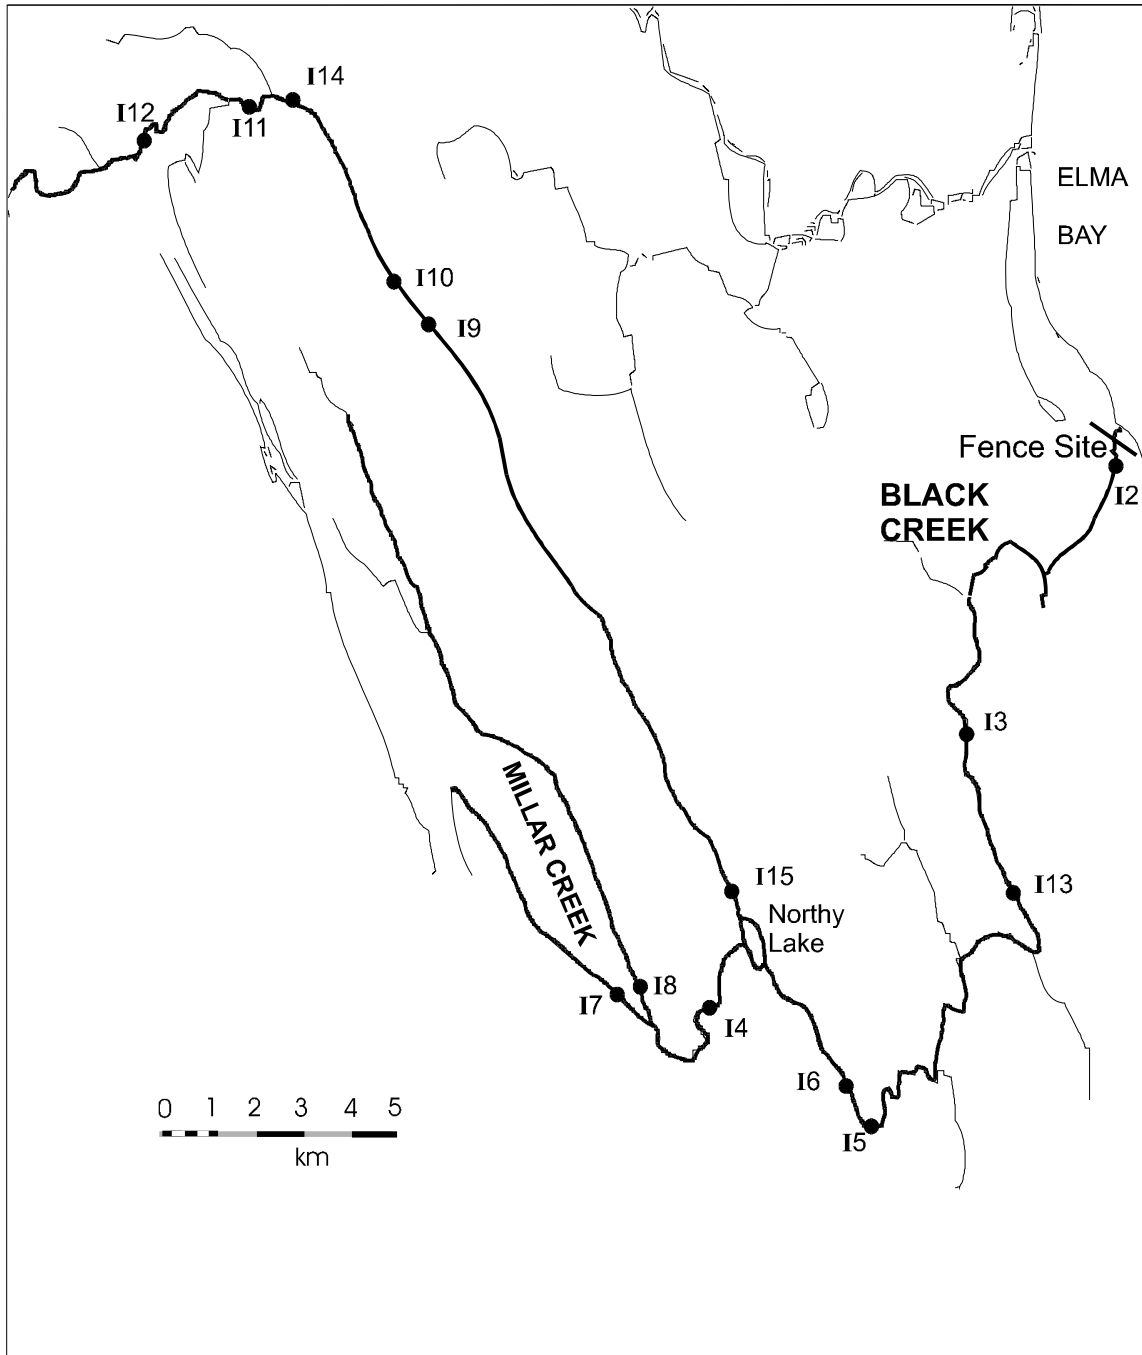 I14
I12
I11
ELMA
BAY
I10
I9
Fence Site
BLACK
CREEK
I2
I3
MILLAR CREEK
I15
I13
Northy
Lake
I8
I7
I4
I6
I5
0 1 2 3 4 5
km